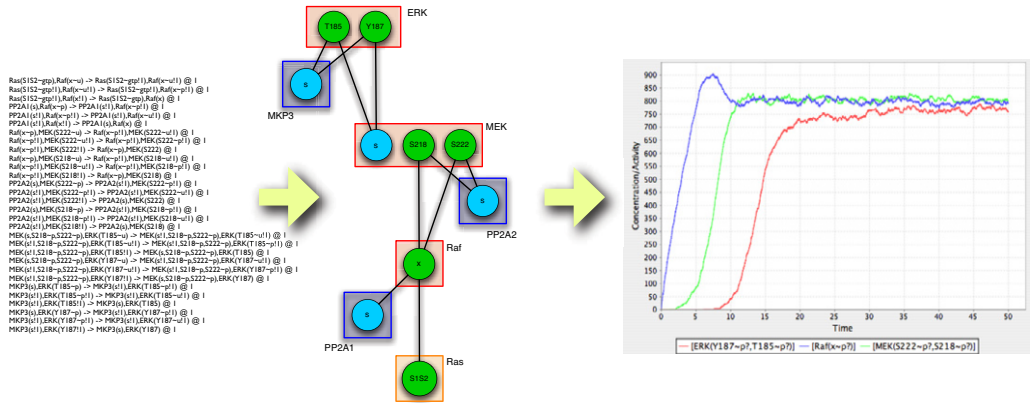 Ras(S1S2~gtp),Raf(x~u) -> Ras(S1S2~gtp!1),Raf(x~u!1) @ 1
Ras(S1S2~gtp!1),Raf(x~u!1) -> Ras(S1S2~gtp!1),Raf(x~p!1) @ 1
Ras(S1S2~gtp!1),Raf(x!1) -> Ras(S1S2~gtp),Raf(x) @ 1
PP2A1(s),Raf(x~p) -> PP2A1(s!1),Raf(x~p!1) @ 1
PP2A1(s!1),Raf(x~p!1) -> PP2A1(s!1),Raf(x~u!1) @ 1
PP2A1(s!1),Raf(x!1) -> PP2A1(s),Raf(x) @ 1
Raf(x~p),MEK(S222~u) -> Raf(x~p!1),MEK(S222~u!1) @ 1
Raf(x~p!1),MEK(S222~u!1) -> Raf(x~p!1),MEK(S222~p!1) @ 1
Raf(x~p!1),MEK(S222!1) -> Raf(x~p),MEK(S222) @ 1
Raf(x~p),MEK(S218~u) -> Raf(x~p!1),MEK(S218~u!1) @ 1
Raf(x~p!1),MEK(S218~u!1) -> Raf(x~p!1),MEK(S218~p!1) @ 1
Raf(x~p!1),MEK(S218!1) -> Raf(x~p),MEK(S218) @ 1
PP2A2(s),MEK(S222~p) -> PP2A2(s!1),MEK(S222~p!1) @ 1
PP2A2(s!1),MEK(S222~p!1) -> PP2A2(s!1),MEK(S222~u!1) @ 1
PP2A2(s!1),MEK(S222!1) -> PP2A2(s),MEK(S222) @ 1
PP2A2(s),MEK(S218~p) -> PP2A2(s!1),MEK(S218~p!1) @ 1
PP2A2(s!1),MEK(S218~p!1) -> PP2A2(s!1),MEK(S218~u!1) @ 1
PP2A2(s!1),MEK(S218!1) -> PP2A2(s),MEK(S218) @ 1
MEK(s,S218~p,S222~p),ERK(T185~u) -> MEK(s!1,S218~p,S222~p),ERK(T185~u!1) @ 1
MEK(s!1,S218~p,S222~p),ERK(T185~u!1) -> MEK(s!1,S218~p,S222~p),ERK(T185~p!1) @ 1
MEK(s!1,S218~p,S222~p),ERK(T185!1) -> MEK(s,S218~p,S222~p),ERK(T185) @ 1
MEK(s,S218~p,S222~p),ERK(Y187~u) -> MEK(s!1,S218~p,S222~p),ERK(Y187~u!1) @ 1
MEK(s!1,S218~p,S222~p),ERK(Y187~u!1) -> MEK(s!1,S218~p,S222~p),ERK(Y187~p!1) @ 1
MEK(s!1,S218~p,S222~p),ERK(Y187!1) -> MEK(s,S218~p,S222~p),ERK(Y187) @ 1
MKP3(s),ERK(T185~p) -> MKP3(s!1),ERK(T185~p!1) @ 1
MKP3(s!1),ERK(T185~p!1) -> MKP3(s!1),ERK(T185~u!1) @ 1
MKP3(s!1),ERK(T185!1) -> MKP3(s),ERK(T185) @ 1
MKP3(s),ERK(Y187~p) -> MKP3(s!1),ERK(Y187~p!1) @ 1
MKP3(s!1),ERK(Y187~p!1) -> MKP3(s!1),ERK(Y187~u!1) @ 1
MKP3(s!1),ERK(Y187!1) -> MKP3(s),ERK(Y187) @ 1
ERK
T185
Y187
s
MKP3
MEK
s
S218
S222
s
PP2A2
Raf
x
s
PP2A1
Ras
S1S2
Concentration/Activity
900
850
800
750
700
650
600
550
500
450
400
350
300
250
200
150
100
50
0
0 5 10 15 20 25 30 35 40 45 50
Time
[ERK(Y187~p?,T185~p?)] [Raf(x~p?)] [MEK(S222~p?,S218~p?)]